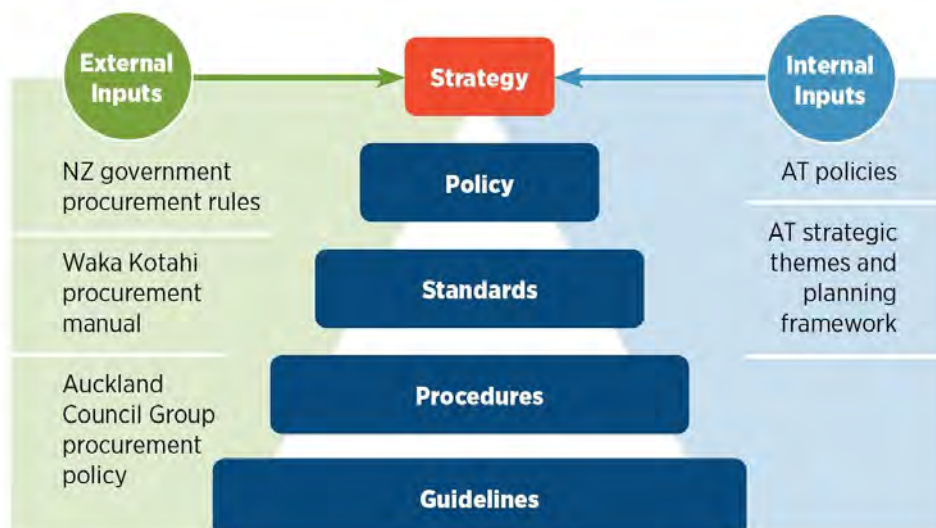 External
Inputs
Strategy
Internal
Inputs
NZ government
procurement rules
Policy
AT policies
Waka Kotahi
procurement
manual
Standards
AT strategic
themes and
planning
framework
Auckland
Council Group
procurement
policy
Procedures
Guidelines